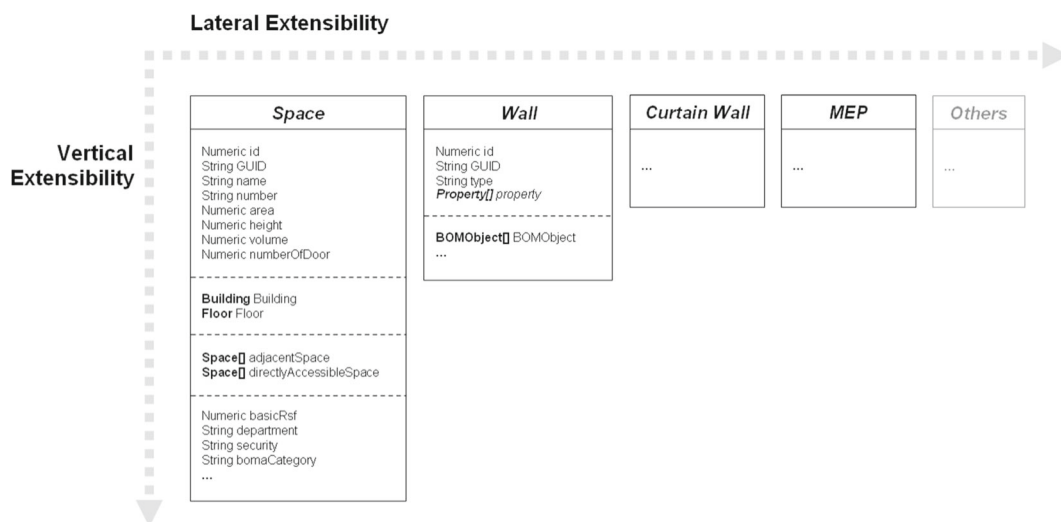 Lateral Extensibility
Vertical
Extensibility
Space
Numeric id
String GUID
String name
String number
Numeric area
Numeric height
Numeric volume
Numeric numberOfDoor
Building Building
Floor Floor
Space[] adjacentSpace
Space[] directlyAccessibleSpace
Numeric basicRsf
String department
String security
String bomaCategory
...
Wall
Numeric id
String GUID
String type
Property[] property
BOMObject[] BOMObject
...
Curtain Wall
...
MEP
...
Others
...